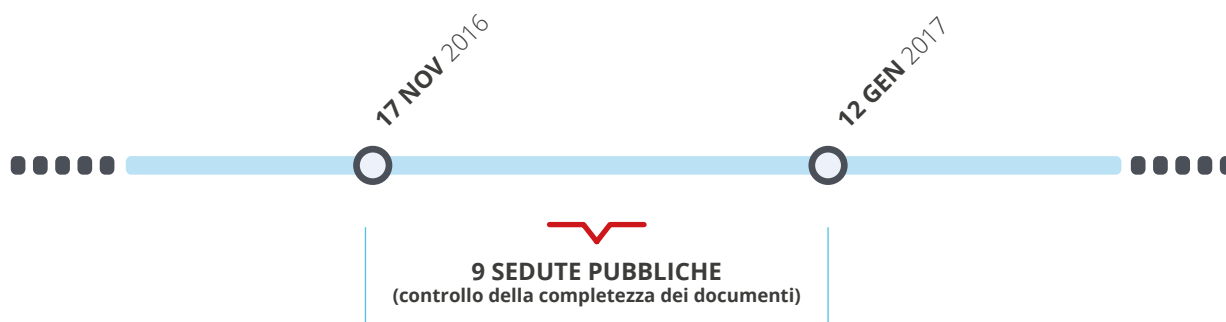 17 NOV 2016
12 GEN 2017
9 SEDUTE PUBBLICHE
(controllo della completezza dei documenti)